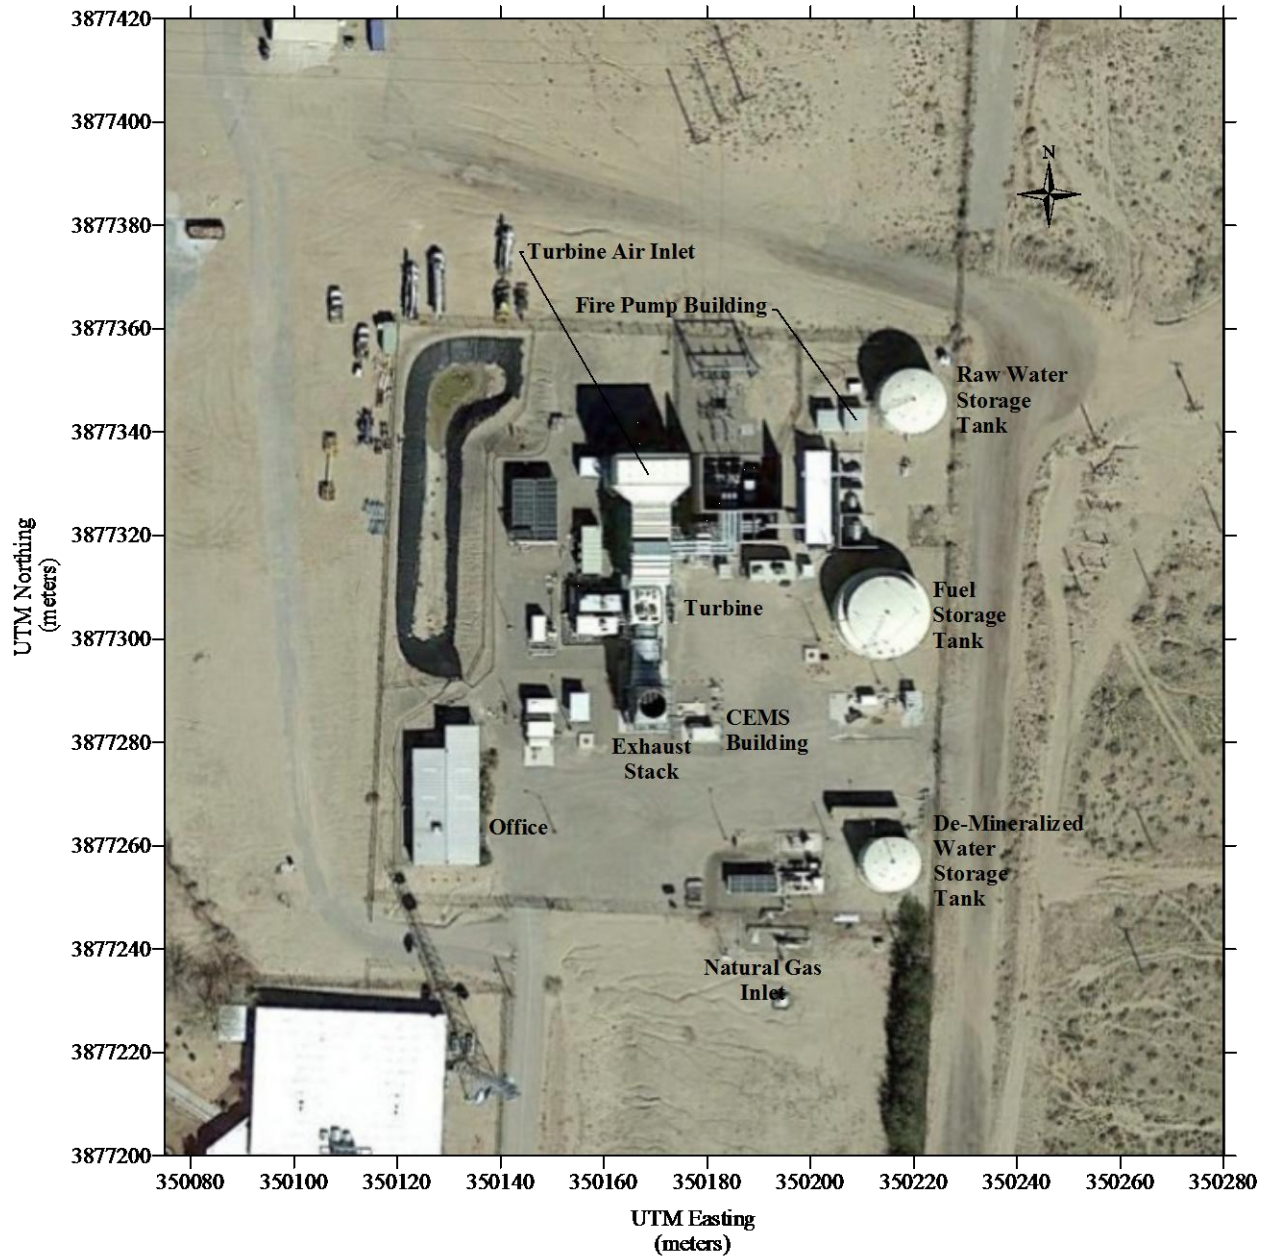 3877420
3877400
N
3877380
Turbine Air Inlet
Fire Pump Building
3877360
Raw Water
Storage
Tank
3877340
3877320
UTM Northing
(meters)
Fuel
Storage
Tank
Turbine
3877300
CEMS
Building
3877280
Exhaust
Stack
Office
De-Mineralized
Water
Storage
Tank
3877260
3877240
Natural Gas
Inlet
3877220
3877200
350080 350100 350120 350140 350160 350180 350200 350220 350240 350260 350280
UTM Easting
(meters)